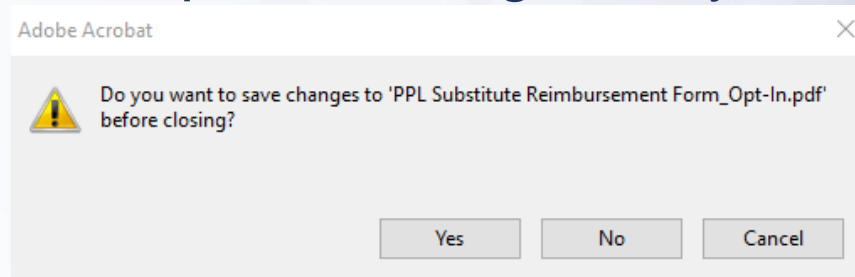 Adobe Acrobat
Do you want to save changes to 'PPL Substitute Reimbursement Form_Opt-In.pdf'
before closing?
Yes No Cancel